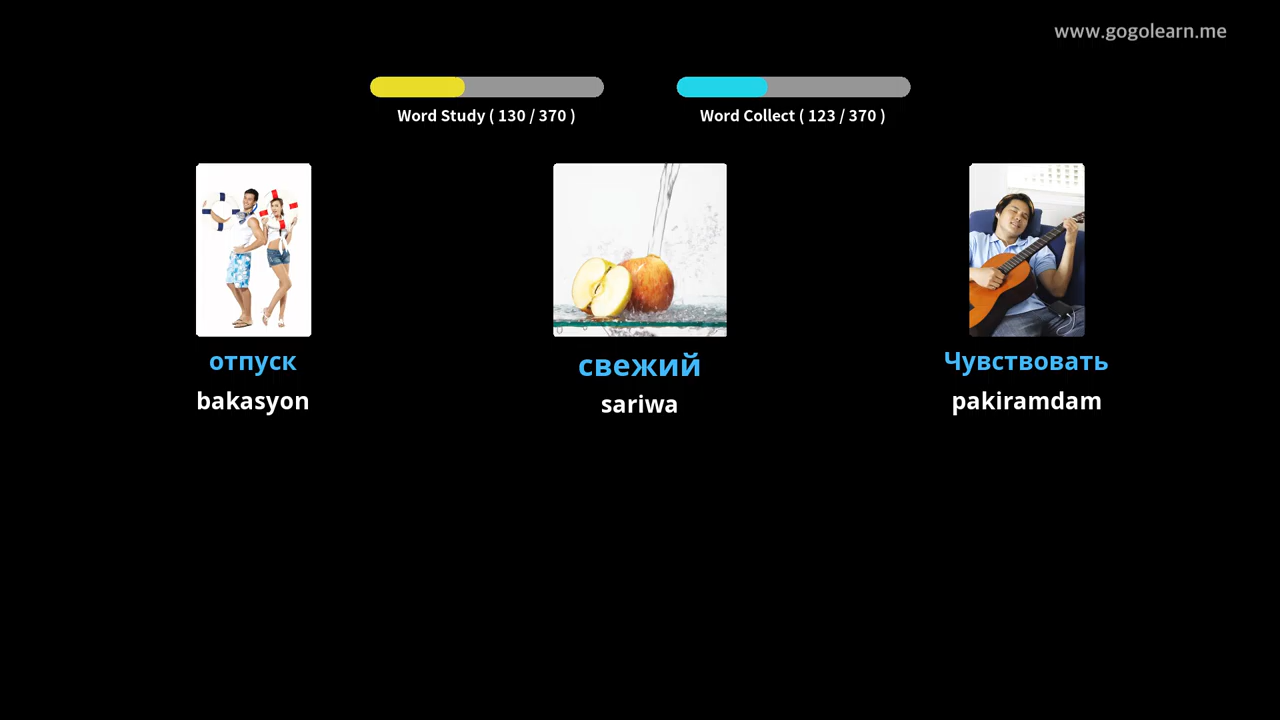 www.gogolearn.me
Word Study ( 130 / 370 )
Word Collect ( 123 / 370 )
отпуск
свежий
Чувствовать
bakasyon
sariwa
pakiramdam